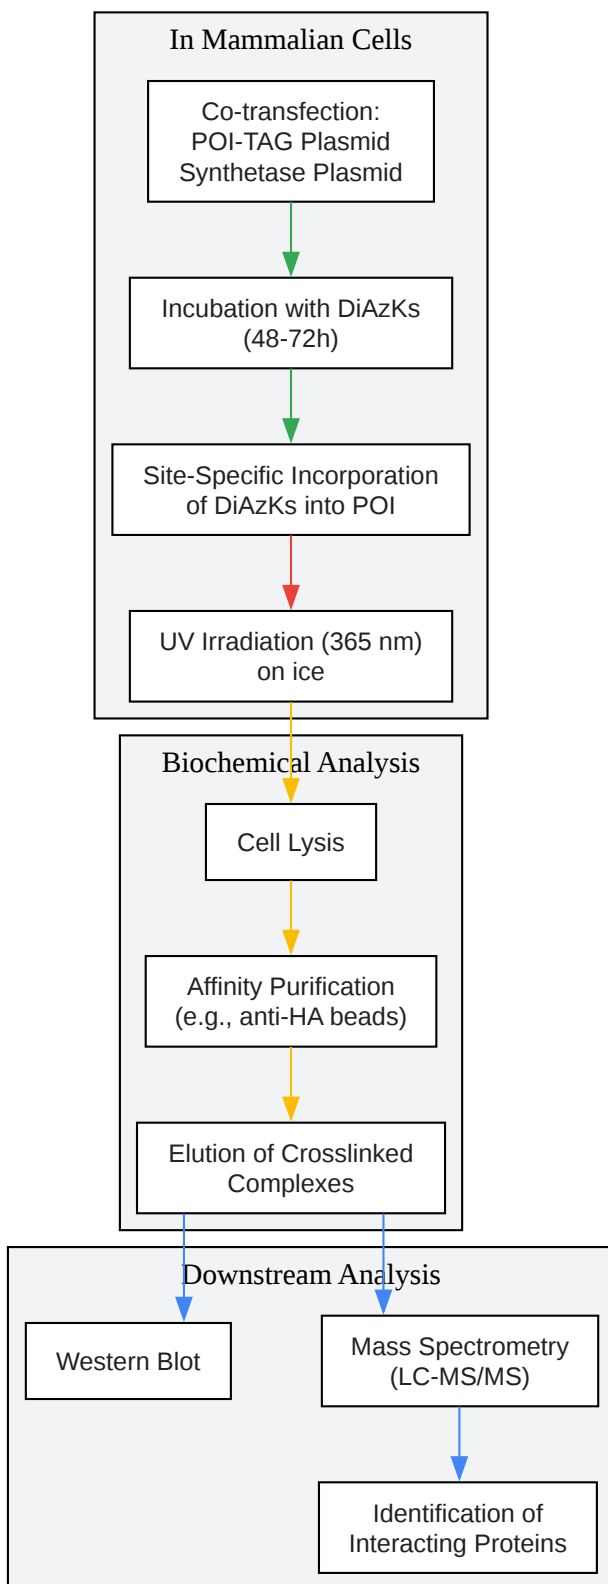 In Mammalian Cells
Co-transfection:
POI-TAG Plasmid
Synthetase Plasmid
Incubation with DiAzKs
(48-72h)
Site-Specific Incorporation
of DiAzKs into POI
UV Irradiation (365 nm)
on ice
Biochemical Analysis
Cell Lysis
Affinity Purification
(e.g., anti-HA beads)
Elution of Crosslinked
Complexes
Downstream Analysis
Western Blot
Mass Spectrometry
(LC-MS/MS)
Identification of
Interacting Proteins